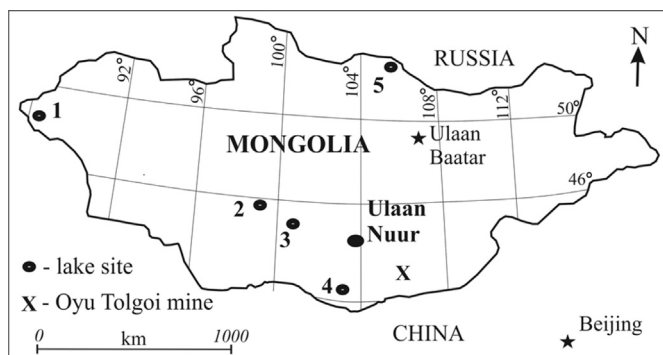 N
RUSSIA
92°
96°
100°
104°
108°
112°
50°
46°
1
5
MONGOLIA
Ulaan
Baatar
2
3
Ulaan
Nuur
4
X
- lake site
X - Oyu Tolgoi mine
0 1000
km
CHINA
Beijing